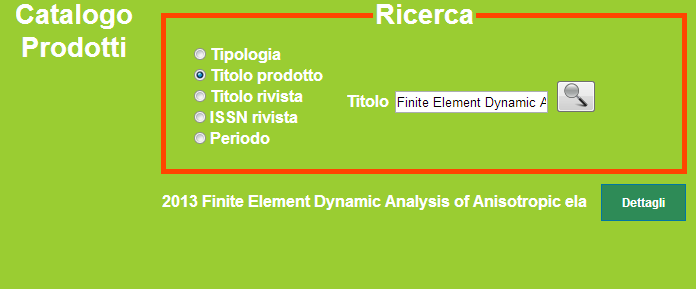 Catalogo
Prodotti
Ricerca
Tipologia
Titolo prodotto
Titolo rivista
ISSN rivista
Periodo
Titolo Finite Element Dynamic A
2013 Finite Element Dynamic Analysis of Anisotropic ela
Dettagli